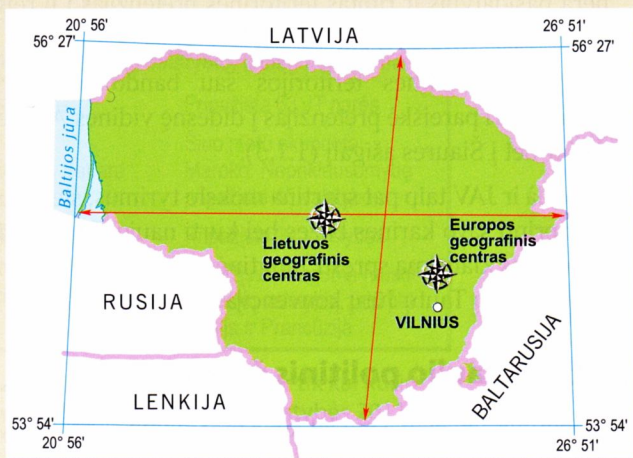 20° 56'
26° 51'
56° 27'
LATVIJA
56° 27'
Baltijos jūra
Lietuvos
geografinis
centras
Europos
geografinis
centras
VILNIUS
RUSIJA
LENKIJA
BALTARUSIJA
53° 54'
53° 54'
20° 56'
26° 51'